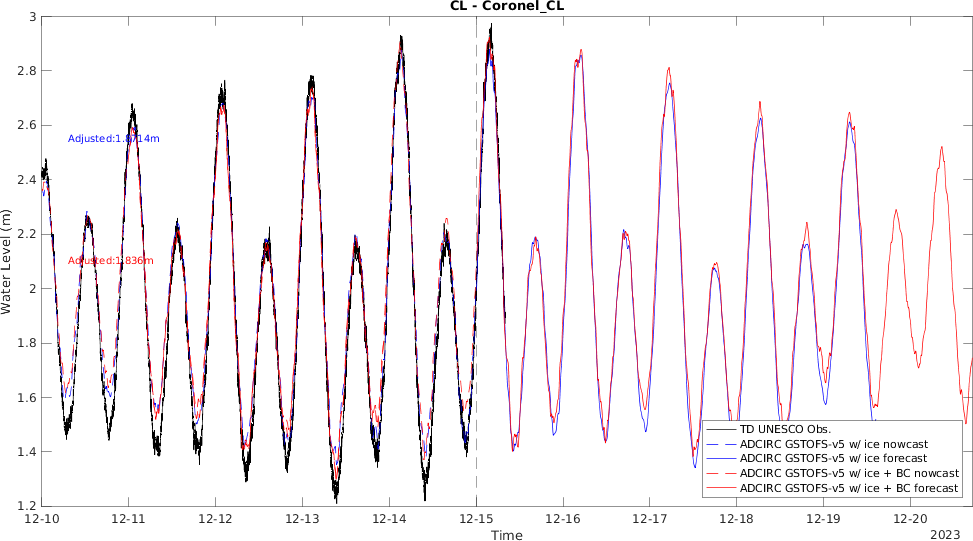 CL - Coronel_CL
3
2.8
2.6
2.4
2.2
2
1.8
1.6
1.4
1.2
Water Level (m)
Adjusted:1.8714m
Adjusted:1.836m
TD UNESCO Obs.
ADCIRC GSTOFS-v5 w/ ice nowcast
ADCIRC GSTOFS-v5 w/ ice forecast
ADCIRC GSTOFS-v5 w/ ice + BC nowcast
ADCIRC GSTOFS-v5 w/ ice + BC forecast
12-10 12-11 12-12 12-13 12-14 12-15 12-16 12-17 12-18 12-19 12-20
Time
2023